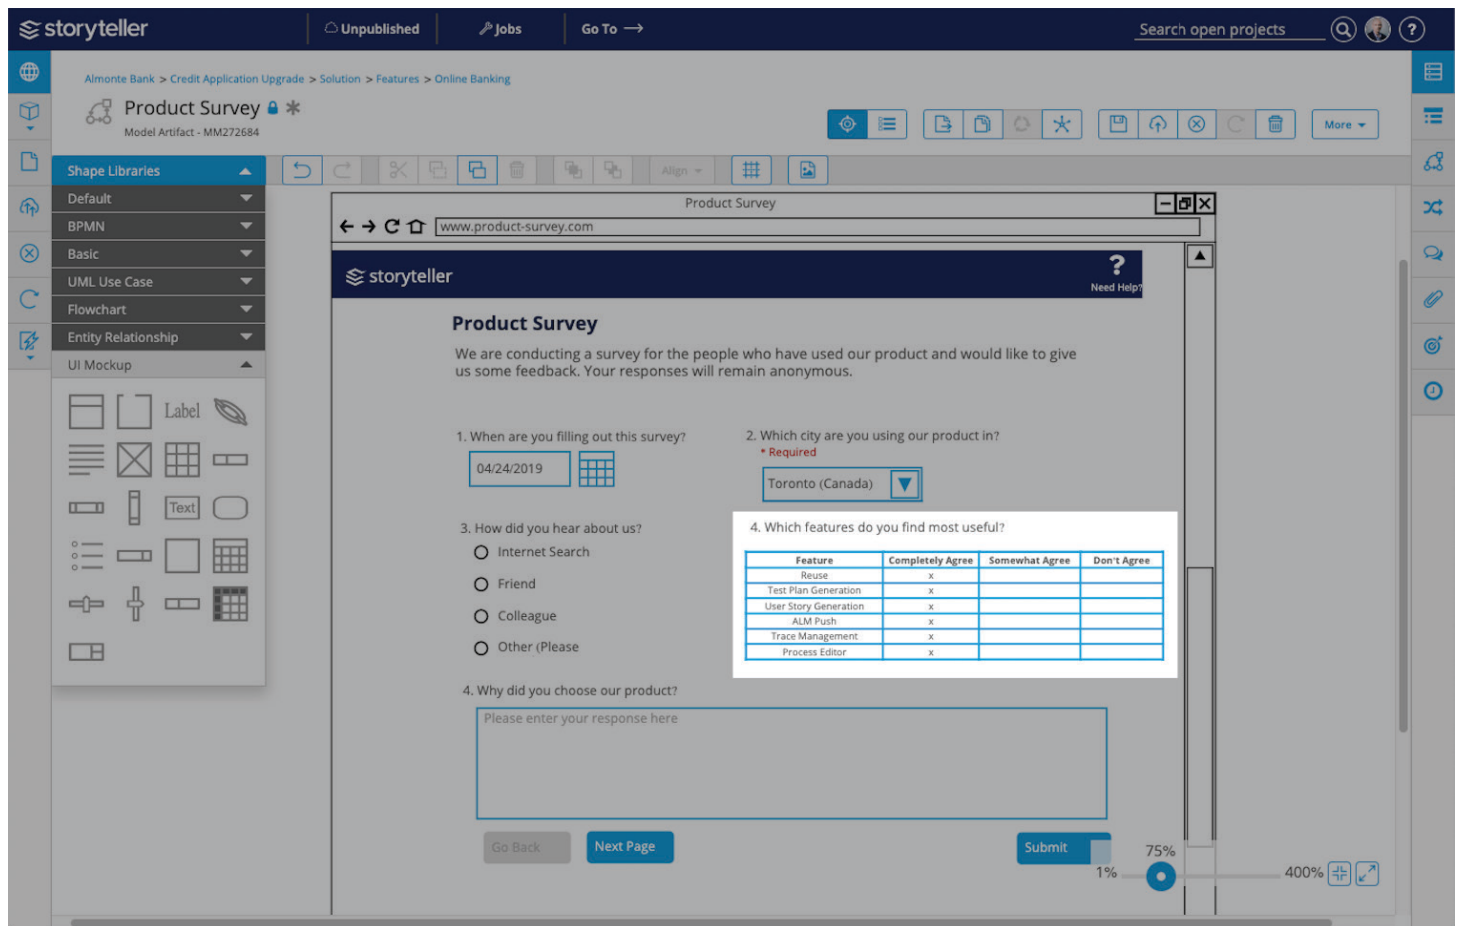 storyteller
Unpublished
Jobs
Go To
Search open projects
?
Almonte Bank > Credit Application Upgrade > Solution > Features > Online Banking
Product Survey
Model Artifact - MM272684
More
Shape Libraries
Default
BPMN
Basic
UML Use Case
Flowchart
Entity Relationship
UI Mockup
Label
Text
Align
Product Survey
www.product-survey.com
storyteller
?
Need Help?
Product Survey
We are conducting a survey for the people who have used our product and would like to give
us some feedback. Your responses will remain anonymous.
1. When are you filling out this survey?
04/24/2019
2. Which city are you using our product in?
* Required
Toronto (Canada)
3. How did you hear about us?
Internet Search
Friend
Colleague
Other (Please
4. Which features do you find most useful?
Feature Completely Agree Somewhat Agree Don't Agree
Reuse x
Test Plan Generation x
User Story Generation x
ALM Push x
Trace Management x
Process Editor x
4. Why did you choose our product?
Please enter your response here
Go Back
Next Page
Submit
75%
1%
400%